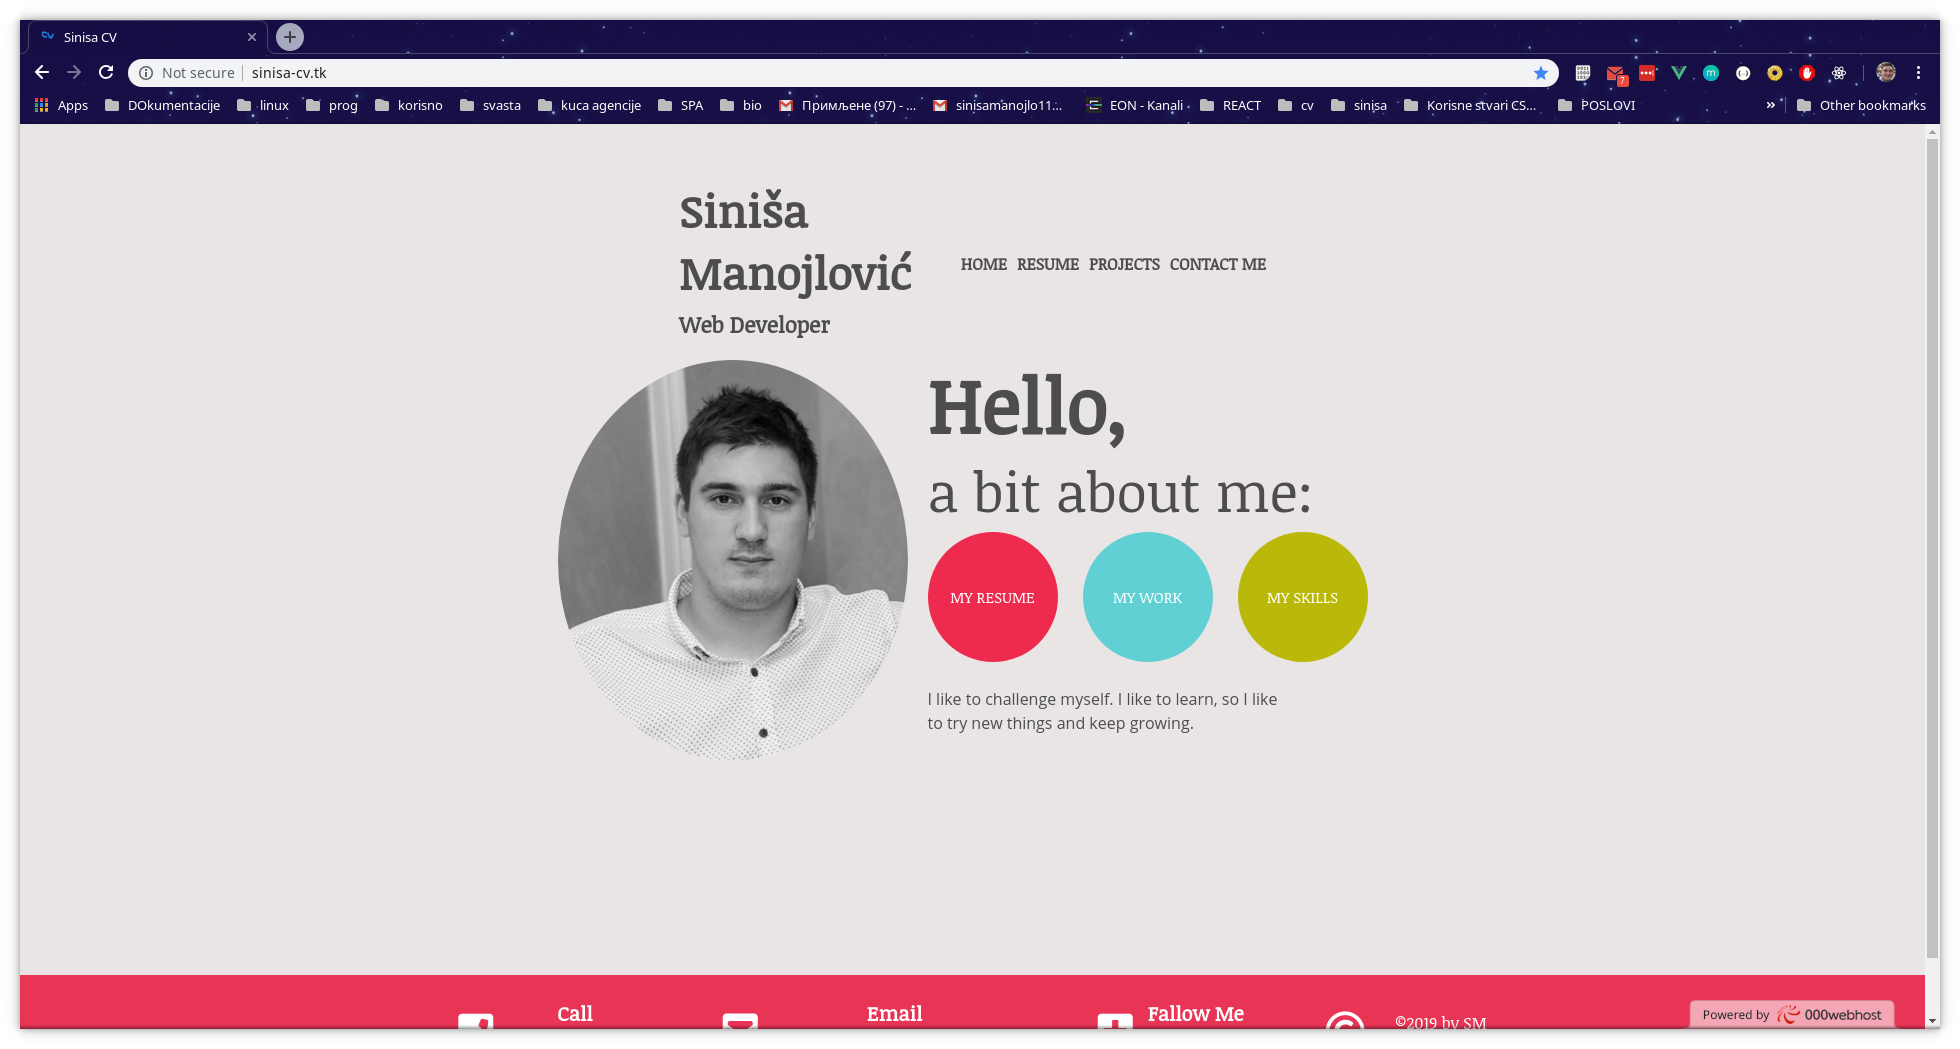 Sinisa CV
Not secure
sinisa-cv.tk
7
m
Apps
DOkumentacije
linux
prog
korisno
svasta
kuca agencije
SPA
bio
Примљене (97) - ...
sinisamanojlo11...
EON - Kanali
REACT
cv
sinisa
Korisne stvari CS...
POSLOVI
»
Other bookmarks
Siniša
Manojlović
Web Developer
HOME RESUME PROJECTS CONTACT ME
Hello,
a bit about me:
MY RESUME
MY WORK
MY SKILLS
I like to challenge myself. I like to learn, so I like
to try new things and keep growing.
Call
Email
Fallow Me
©2019 by SM
Powered by 000webhost